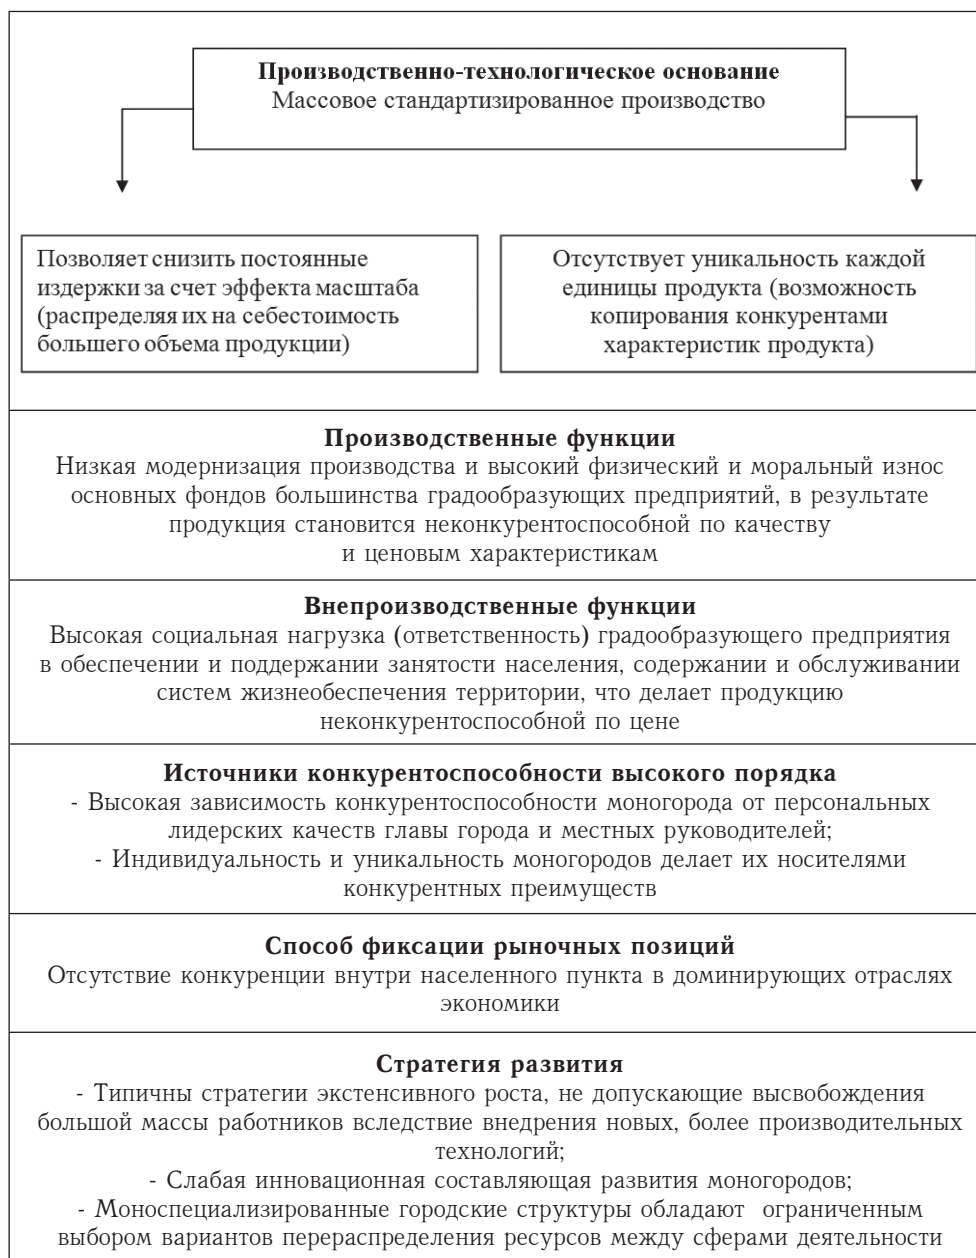 Производственно-технологическое основание
Массовое стандартизированное производство
Позволяет снизить постоянные
издержки за счет эффекта масштаба
(распределяя их на себестоимость
большего объема продукции)
Отсутствует уникальность каждой
единицы продукта (возможность
копирования конкурентами
характеристик продукта)
Производственные функции
Низкая модернизация производства и высокий физический и моральный износ
основных фондов большинства градообразующих предприятий, в результате
продукция становится неконкурентоспособной по качеству
и ценовым характеристикам
Внепроизводственные функции
Высокая социальная нагрузка (ответственность) градообразующего предприятия
в обеспечении и поддержании занятости населения, содержании и обслуживании
систем жизнеобеспечения территории, что делает продукцию
неконкурентоспособной по цене
Источники конкурентоспособности высокого порядка
- Высокая зависимость конкурентоспособности моногорода от персональных
лидерских качеств главы города и местных руководителей;
- Индивидуальность и уникальность моногородов делает их носителями
конкурентных преимуществ
Способ фиксации рыночных позиций
Отсутствие конкуренции внутри населенного пункта в доминирующих отраслях
экономики
Стратегия развития
- Типичны стратегии экстенсивного роста, не допускающие высвобождения
большой массы работников вследствие внедрения новых, более производительных
технологий;
- Слабая инновационная составляющая развития моногородов;
- Моноспециализированные городские структуры обладают ограниченным
выбором вариантов перераспределения ресурсов между сферами деятельности